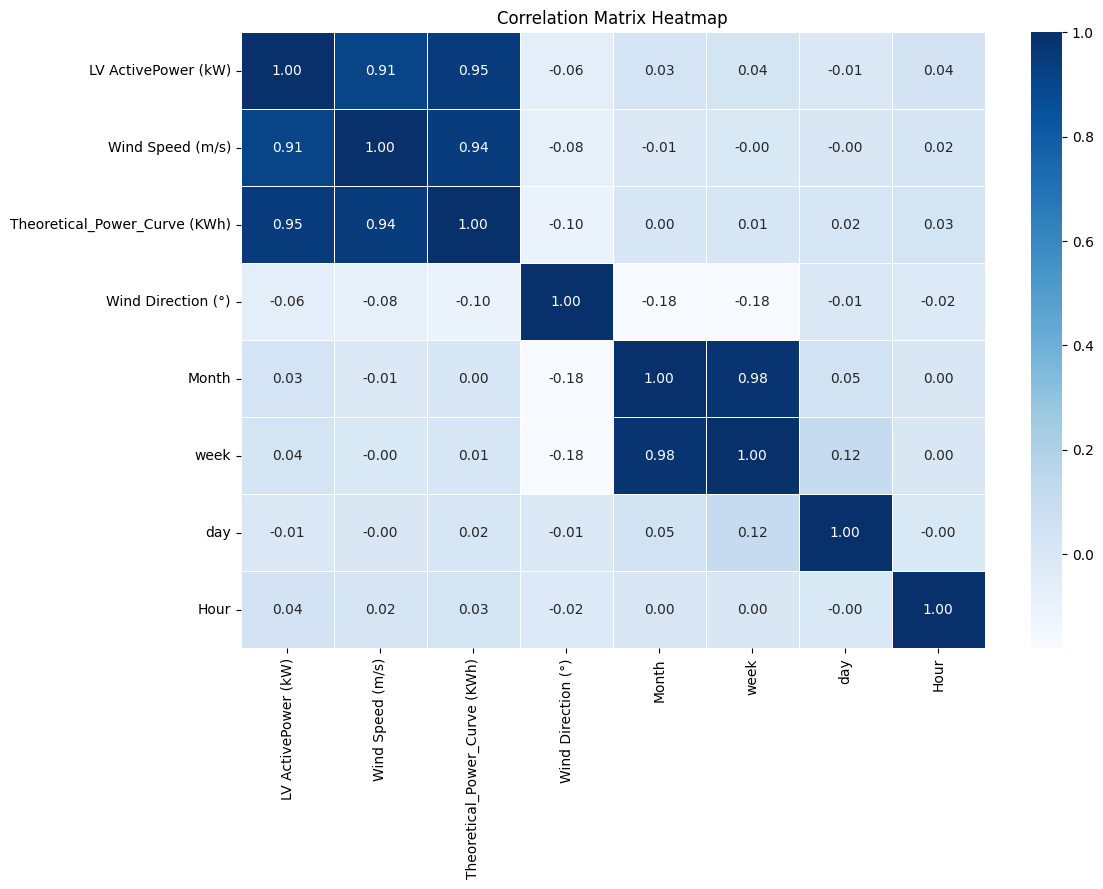 Correlation Matrix Heatmap
LV ActivePower (kW) 1.00 0.91 0.95 -0.06 0.03 0.04 -0.01 0.04
Wind Speed (m/s) 0.91 1.00 0.94 -0.08 -0.01 -0.00 -0.00 0.02
Theoretical_Power_Curve (KWh) 0.95 0.94 1.00 -0.10 0.00 0.01 0.02 0.03
Wind Direction (°) -0.06 -0.08 -0.10 1.00 -0.18 -0.18 -0.01 -0.02
Month 0.03 -0.01 0.00 -0.18 1.00 0.98 0.05 0.00
week 0.04 -0.00 0.01 -0.18 0.98 1.00 0.12 0.00
day -0.01 -0.00 0.02 -0.01 0.05 0.12 1.00 -0.00
Hour 0.04 0.02 0.03 -0.02 0.00 0.00 -0.00 1.00
LV ActivePower (kW)
Wind Speed (m/s)
Theoretical_Power_Curve (KWh)
Wind Direction (°)
Month
week
day
Hour
1.0
0.8
0.6
0.4
0.2
0.0